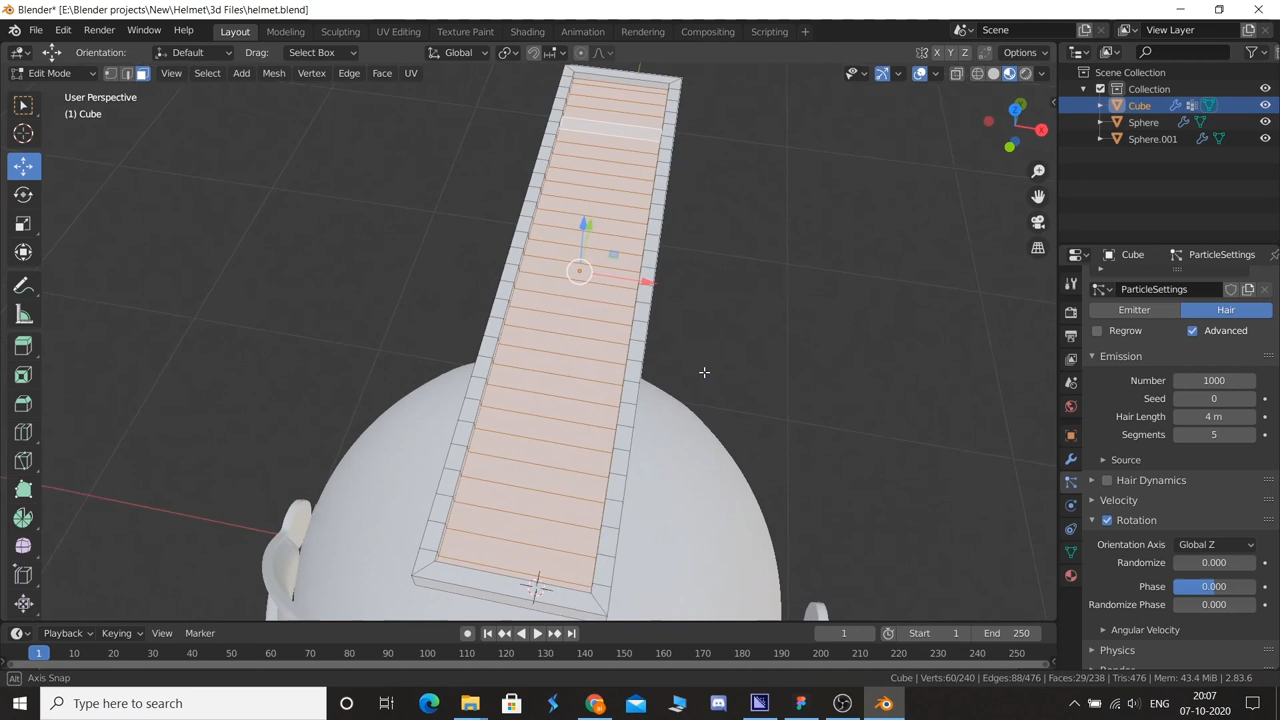 Blender* [E:\Blender projects\New\Helmet\3d Files\helmet.blend]
File Edit Render Window Help Layout Modeling Sculpting UV Editing Texture Paint Shading Animation Rendering Compositing Scripting + Scene View Layer
Orientation: Default Drag: Select Box Global X Y Z Options
Edit Mode View Select Add Mesh Vertex Edge Face UV
Scene Collection
Collection
Cube
Sphere
Sphere.001
User Perspective
(1) Cube
Z
X
Cube ParticleSettings
ParticleSettings
Emitter Hair
Regrow Advanced
Emission
Number 1000
Seed 0
Hair Length 4 m
Segments 5
Source
Hair Dynamics
Velocity
Rotation
Orientation Axis Global Z
Randomize 0.000
Phase 0.000
Randomize Phase 0.000
Angular Velocity
Physics
Playback Keying View Marker 1 Start 1 End 250
1 10 20 30 40 50 60 70 80 90 100 110 120 130 140 150 160 170 180 190 200 210 220 230 240 250
Alt Axis Snap Cube | Verts:60/240 | Edges:88/476 | Faces:29/238 | Tris:476 | Mem: 43.4 MiB | 2.83.6
Type here to search
ENG
20:07
07-10-2020